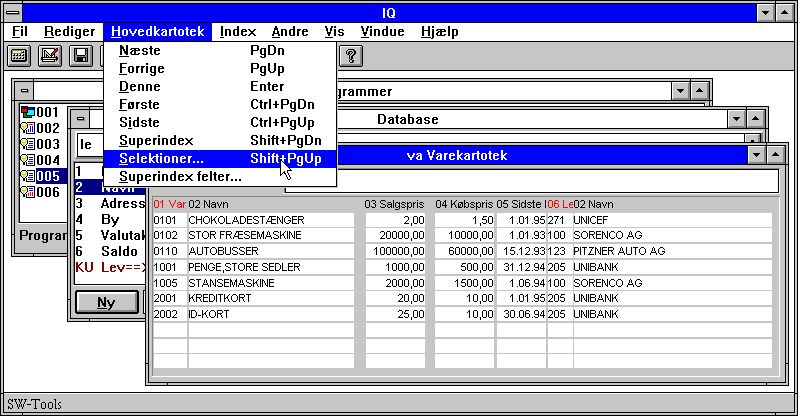 IQ
Fil Rediger Hovedkartotek Index Andre Vis Vindue Hjælp
Næste PgDn
Forrige PgUp
Denne Enter
Første Ctrl+PgDn
Sidste Ctrl+PgUp
Superindex Shift+PgDn
Selektioner... Shift+PgUp
Superindex felter...
grammer
001
002
003
004
005
006
Program
Database
le
1
2 Navn
3 Adress
4 By
5 Valutak
6 Saldo
KU Lev==>
Ny
va Varekartotek
01 Var 02 Navn 03 Salgspris 04 Købspris 05 Sidste l 06 Le 02 Navn
0101 CHOKOLADESTÆNGER 2,00 1,50 1.01.95 271 UNICEF
0102 STOR FRÆSEMASKINE 20000,00 10000,00 1.01.93 100 SORENCO AG
0110 AUTOBUSSER 100000,00 60000,00 15.12.93 123 PITZNER AUTO AG
1001 PENGE,STORE SEDLER 1000,00 500,00 31.12.94 205 UNIBANK
1005 STANSEMASKINE 2000,00 1500,00 1.06.94 100 SORENCO AG
2001 KREDITKORT 20,00 10,00 1.01.95 205 UNIBANK
2002 ID-KORT 25,00 10,00 30.06.94 205 UNIBANK
SW-Tools